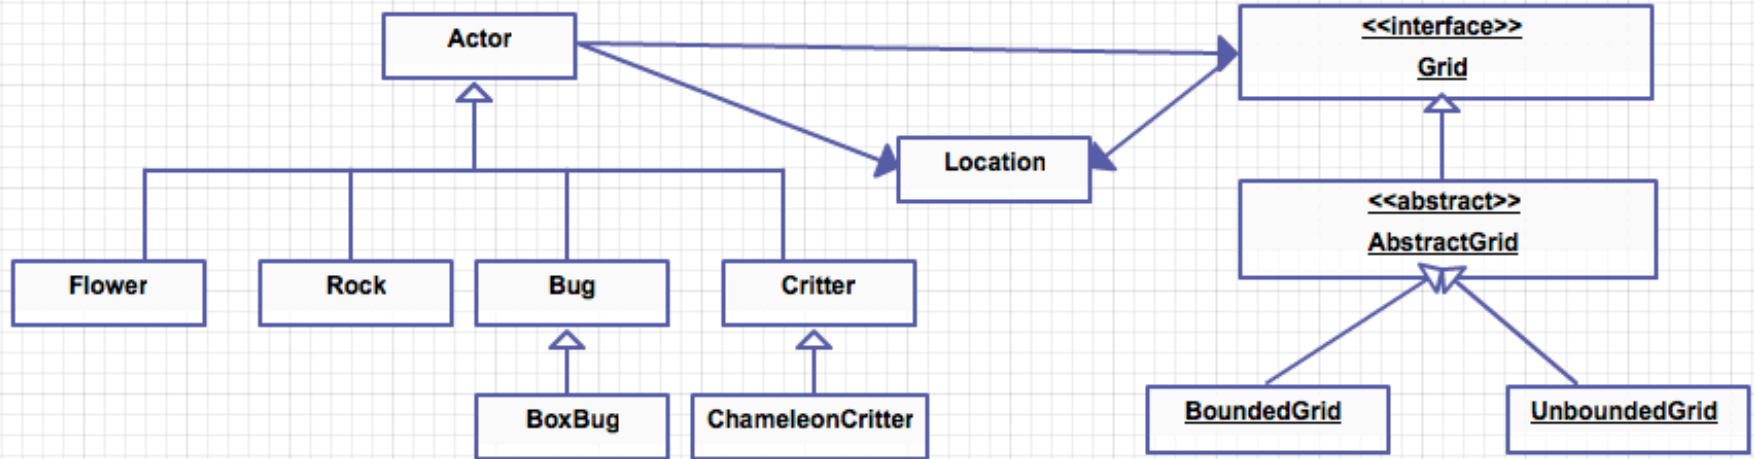 Actor
<<interface>>
Grid
Location
<<abstract>>
AbstractGrid
Flower
Rock
Bug
Critter
BoxBug
ChameleonCritter
BoundedGrid
UnboundedGrid